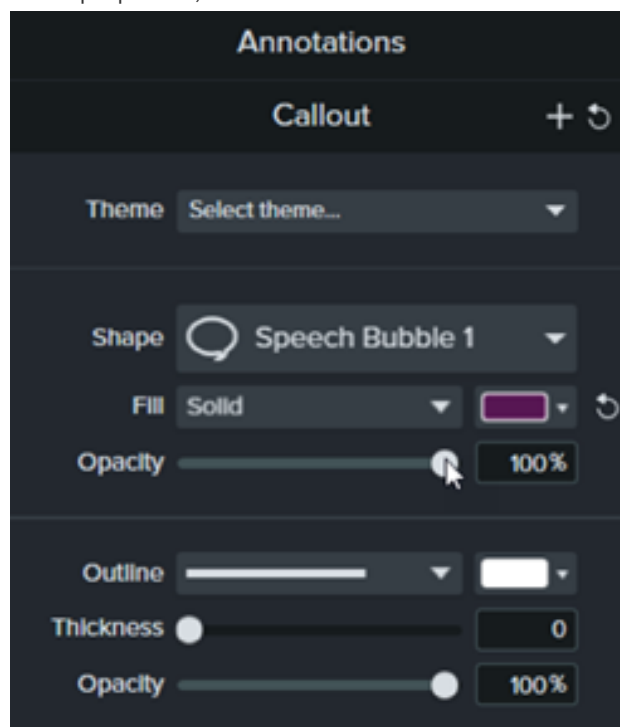 Annotations
Callout
Theme Select theme...
Shape Speech Bubble 1
Fill Solid
Opacity 100%
Outline
Thickness 0
Opacity 100%